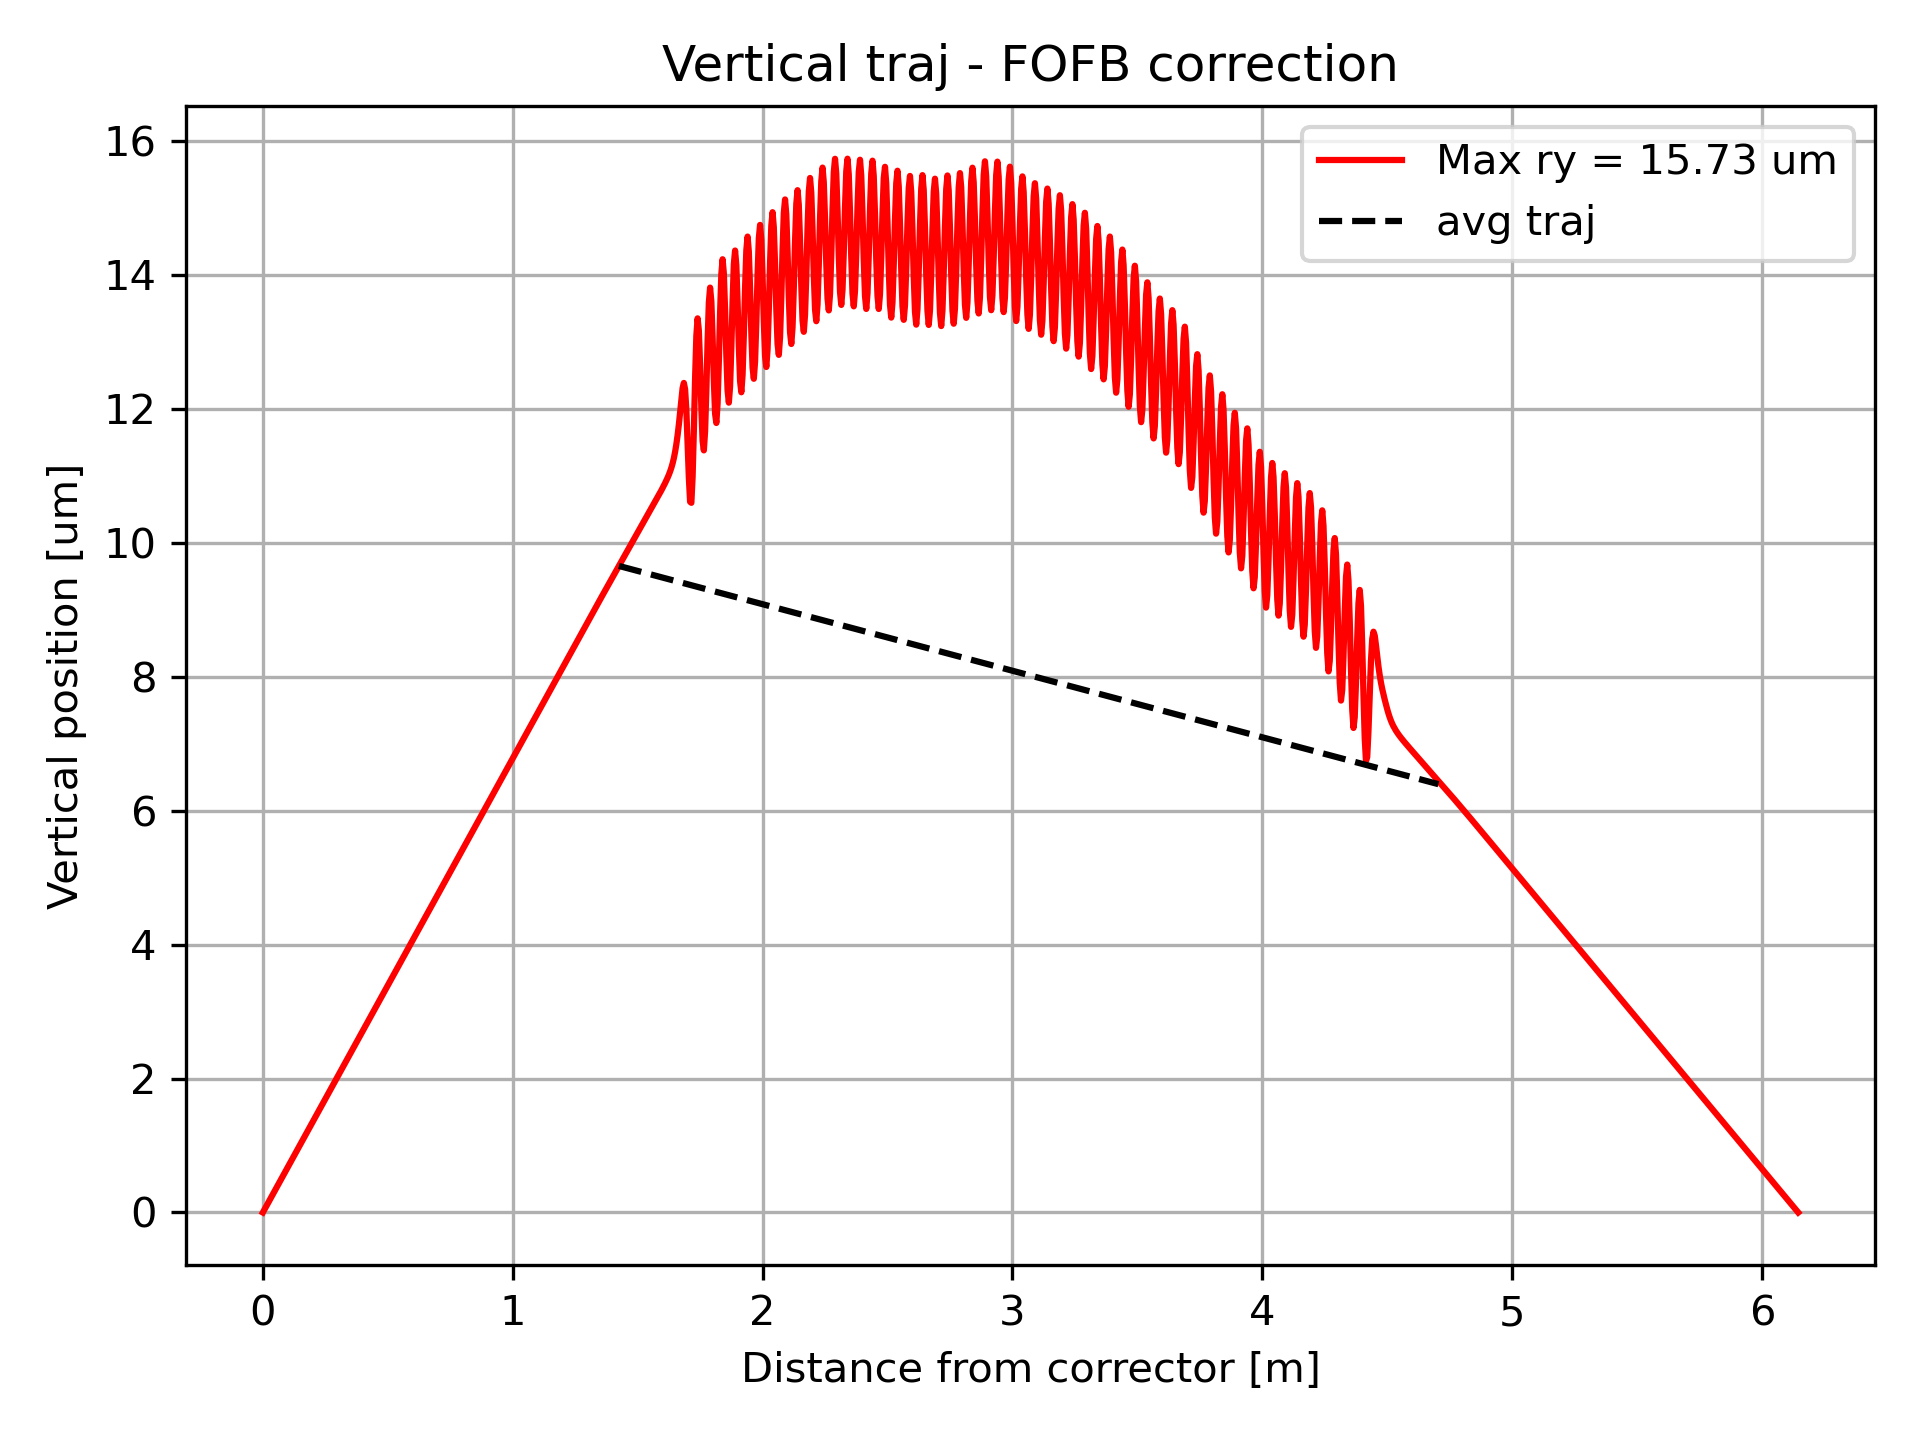 Vertical traj - FOFB correction
Max ry = 15.73 um
avg traj
16
14
12
10
8
6
4
2
0
Vertical position [um]
0 1 2 3 4 5 6
Distance from corrector [m]